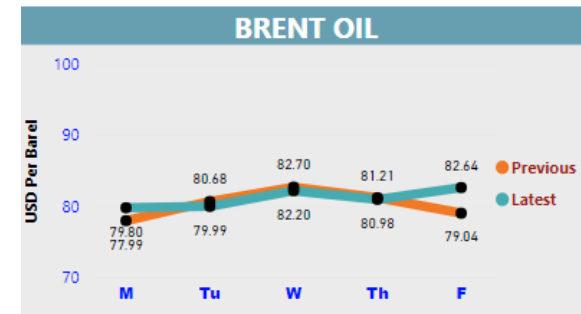 BRENT OIL
USD Per Barel
100
90
80
70
80.68
82.70
81.21
82.64
79.80
77.99
79.99
82.20
80.98
79.04
Previous
Latest
M Tu W Th F